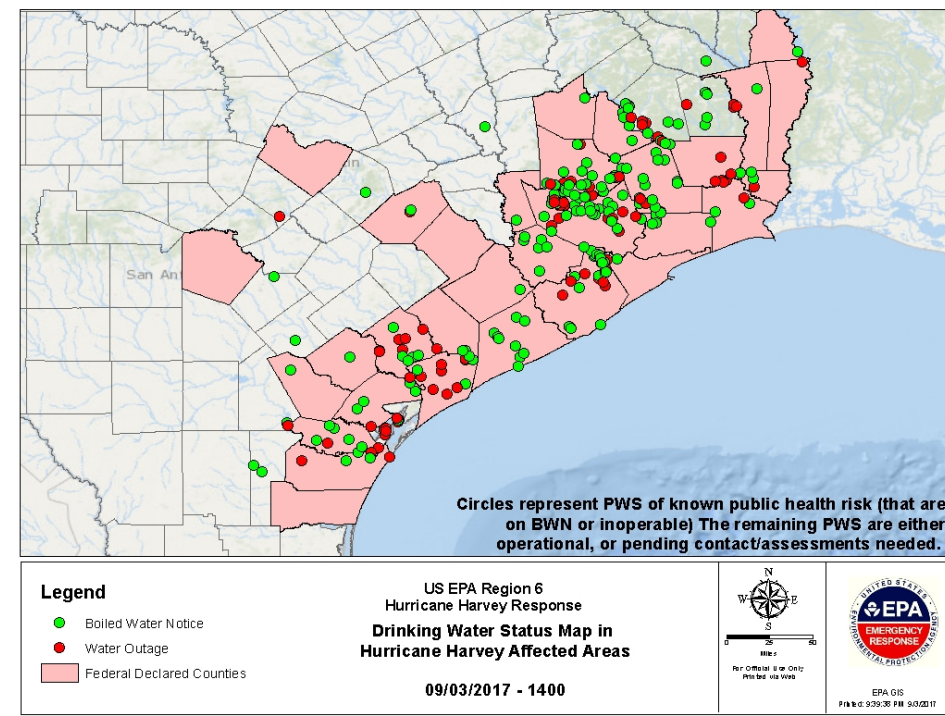 in
San An
Circles represent PWS of known public health risk (that are
on BWN or inoperable) The remaining PWS are either
operational, or pending contact/assessments needed.
Legend
Boiled Water Notice
Water Outage
Federal Declared Counties
US EPA Region 6
Hurricane Harvey Response
Drinking Water Status Map in
Hurricane Harvey Affected Areas
09/03/2017 - 1400
N
W E
S
0 25 50
Miles
For Official Use Only
Printed via Web
UNITED STATES
EPA
EMERGENCY
RESPONSE
ENVIRONMENTAL PROTECTION AGENCY
EPA GIS
Printed: 9:39:38 PM 9/3/2017